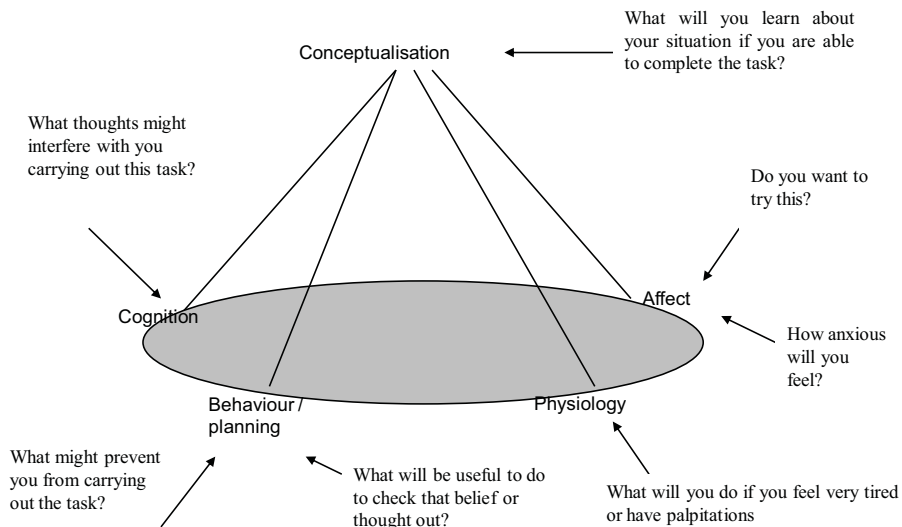 What will you learn about
your situation if you are able
to complete the task?
Conceptualisation
What thoughts might
interfere with you
carrying out this task?
Do you want to
try this?
Cognition
Affect
How anxious
will you
feel?
Behaviour /
planning
Physiology
What might prevent
you from carrying
out the task?
What will be useful to do
to check that belief or
thought out?
What will you do if you feel very tired
or have palpitations